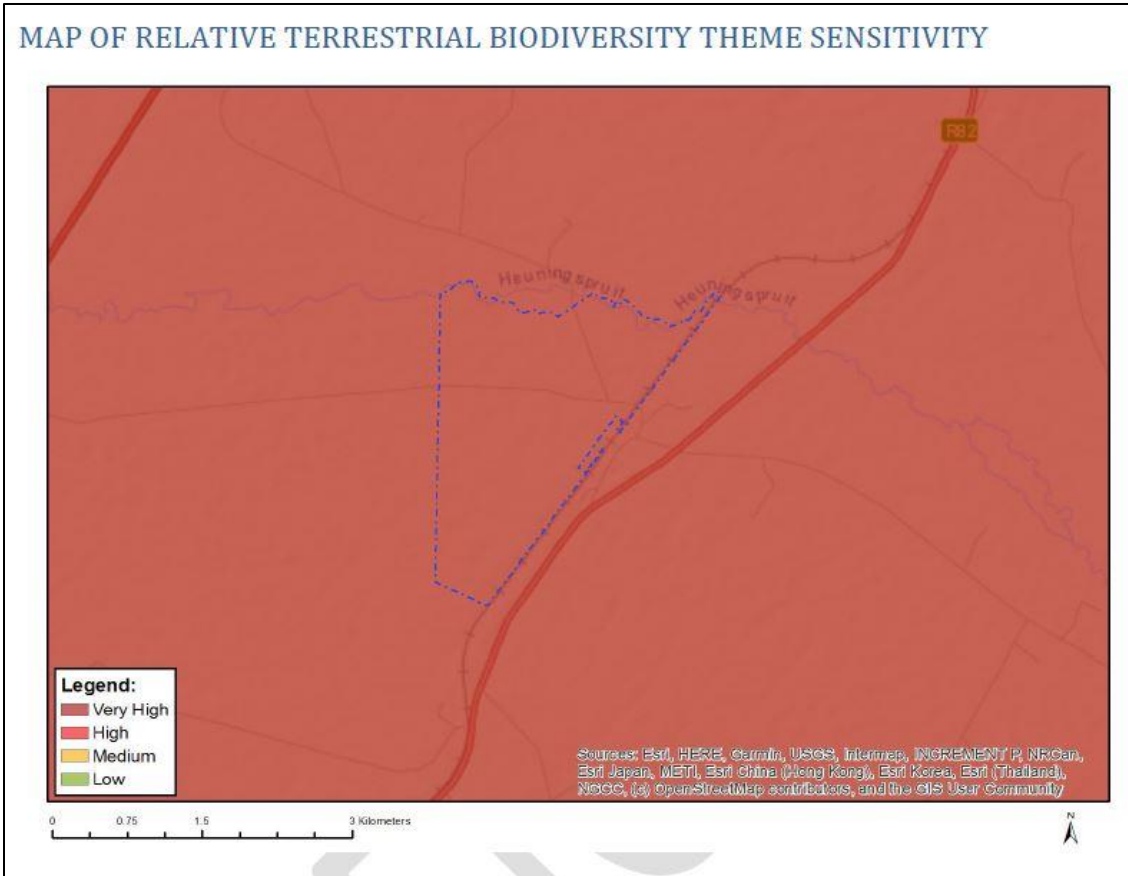 MAP OF RELATIVE TERRESTRIAL BIODIVERSITY THEME SENSITIVITY
R82
Heuningspruit
Heuningspruit
Legend:
Very High
High
Medium
Low
Sources: Esri, HERE, Garmin, USGS, Intermap, INCREMENT P, NRCan,
Esri Japan, METI, Esri China (Hong Kong), Esri Korea, Esri (Thailand),
NGCC, (c) OpenStreetMap contributors, and the GIS User Community
0 0.75 1.5 3 Kilometers
N